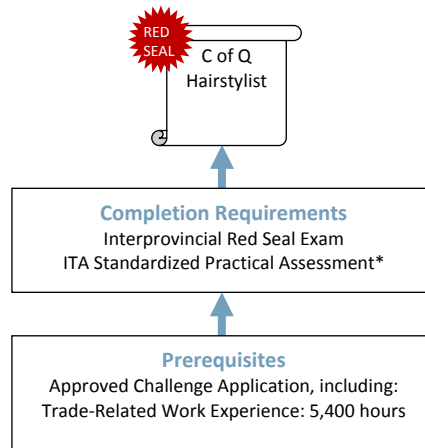 RED
SEAL
C of Q
Hairstylist
Completion Requirements
Interprovincial Red Seal Exam
ITA Standardized Practical Assessment*
Prerequisites
Approved Challenge Application, including:
Trade-Related Work Experience: 5,400 hours